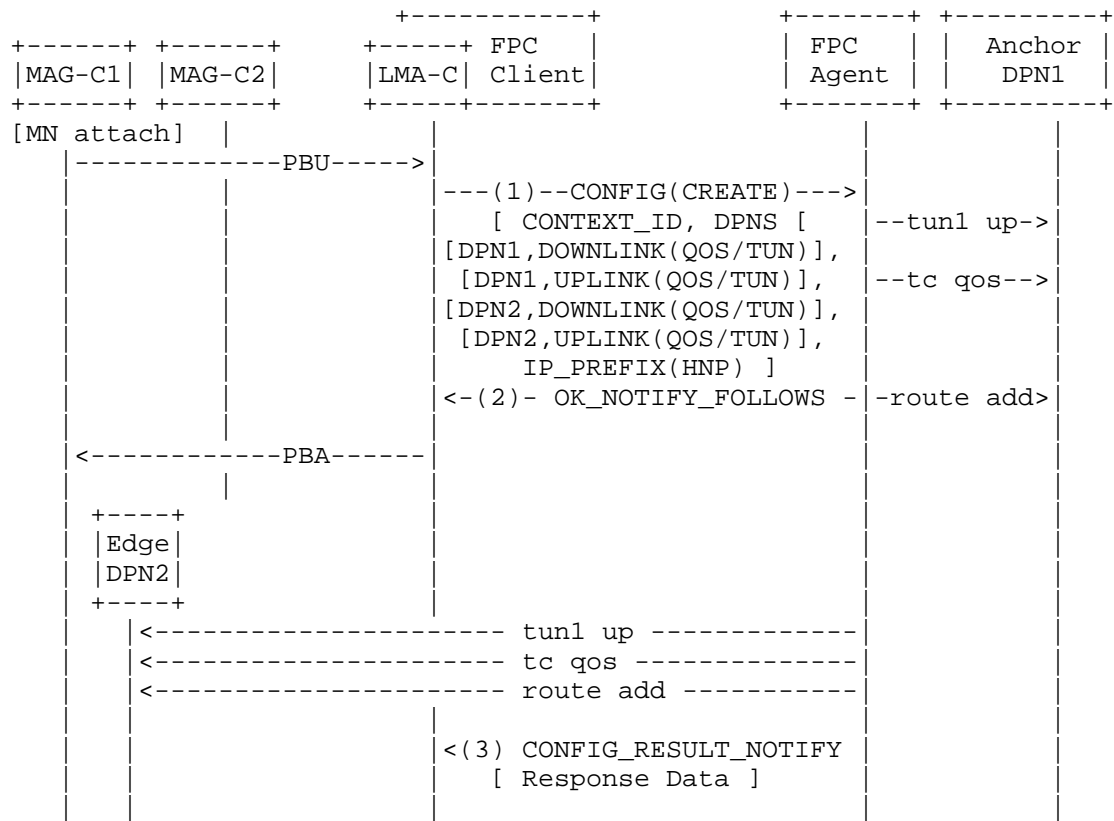 FPC FPC Anchor
MAG-C1 MAG-C2 LMA-C Client Agent DPN1
[MN attach]
PBU
(1) CONFIG(CREATE)
[ CONTEXT_ID, DPNS [ tun1 up
[DPN1,DOWNLINK(QOS/TUN)],
[DPN1,UPLINK(QOS/TUN)], tc qos
[DPN2,DOWNLINK(QOS/TUN)],
[DPN2,UPLINK(QOS/TUN)],
IP_PREFIX(HNP) ]
(2) OK_NOTIFY_FOLLOWS route add
PBA
Edge
DPN2
tun1 up
tc qos
route add
(3) CONFIG_RESULT_NOTIFY
[ Response Data ]